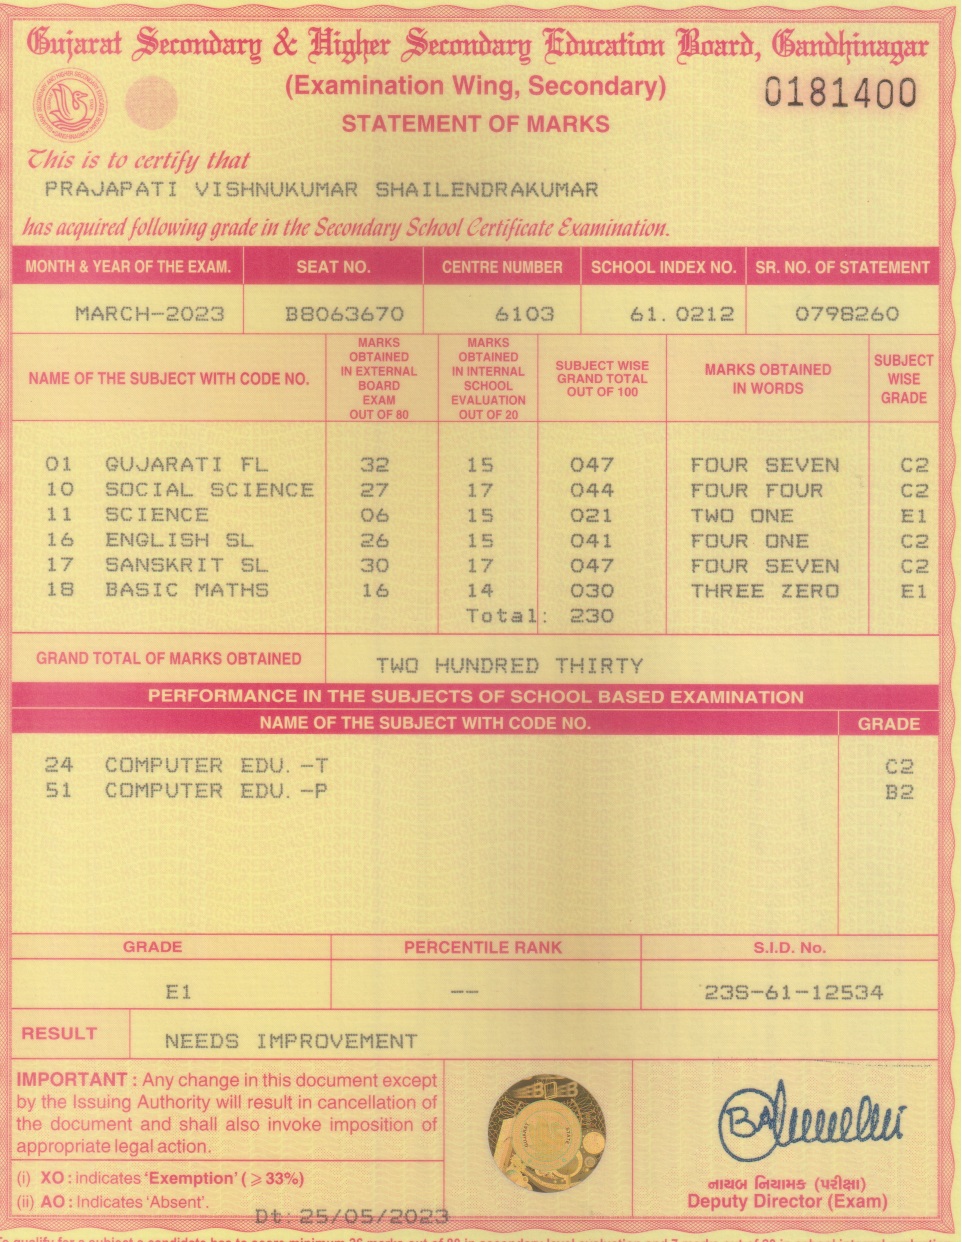 Gujarat Secondary & Higher Secondary Education Board, Gandhinagar
(Examination Wing, Secondary)
0181400
STATEMENT OF MARKS
This is to certify that
PRAJAPATI VISHNUKUMAR SHAILENDRAKUMAR
has acquired following grade in the Secondary School Certificate Examination.
MONTH & YEAR OF THE EXAM. SEAT NO. CENTRE NUMBER SCHOOL INDEX NO. SR. NO. OF STATEMENT
MARCH-2023 B8063670 6103 61.0212 0798260
NAME OF THE SUBJECT WITH CODE NO.
MARKS
OBTAINED
IN EXTERNAL
BOARD
EXAM
OUT OF 80
MARKS
OBTAINED
IN INTERNAL
SCHOOL
EVALUATION
OUT OF 20
SUBJECT WISE
GRAND TOTAL
OUT OF 100
MARKS OBTAINED
IN WORDS
SUBJECT
WISE
GRADE
01 GUJARATI FL 32 15 047 FOUR SEVEN C2
10 SOCIAL SCIENCE 27 17 044 FOUR FOUR C2
11 SCIENCE 06 15 021 TWO ONE E1
16 ENGLISH SL 26 15 041 FOUR ONE C2
17 SANSKRIT SL 30 17 047 FOUR SEVEN C2
18 BASIC MATHS 16 14 030 THREE ZERO E1
Total: 230
GRAND TOTAL OF MARKS OBTAINED TWO HUNDRED THIRTY
PERFORMANCE IN THE SUBJECTS OF SCHOOL BASED EXAMINATION
NAME OF THE SUBJECT WITH CODE NO. GRADE
24 COMPUTER EDU.-T C2
51 COMPUTER EDU.-P B2
GRADE PERCENTILE RANK S.I.D. No.
E1 -- 23S-61-12534
RESULT NEEDS IMPROVEMENT
IMPORTANT : Any change in this document except
by the Issuing Authority will result in cancellation of
the document and shall also invoke imposition of
appropriate legal action.
(i) XO : indicates 'Exemption' (⩾33%)
(ii) AO : Indicates 'Absent'.
Dt: 25/05/2023
નાયબ નિયામક (પરીક્ષા)
Deputy Director (Exam)